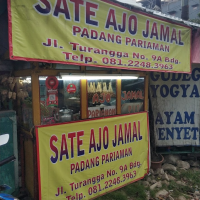 SATE AJO JAMAL
PADANG PARIAMAN
Jl. Turangga No. 9A Bdg.
Telp. 081.2248.3963
SATE AJO JAMAL
PADANG PARIAMAN
Jl. Turangga No. 9A Bdg.
Telp. 081.2248.3963
UDEG
YOGYA
AYAM
PENYET